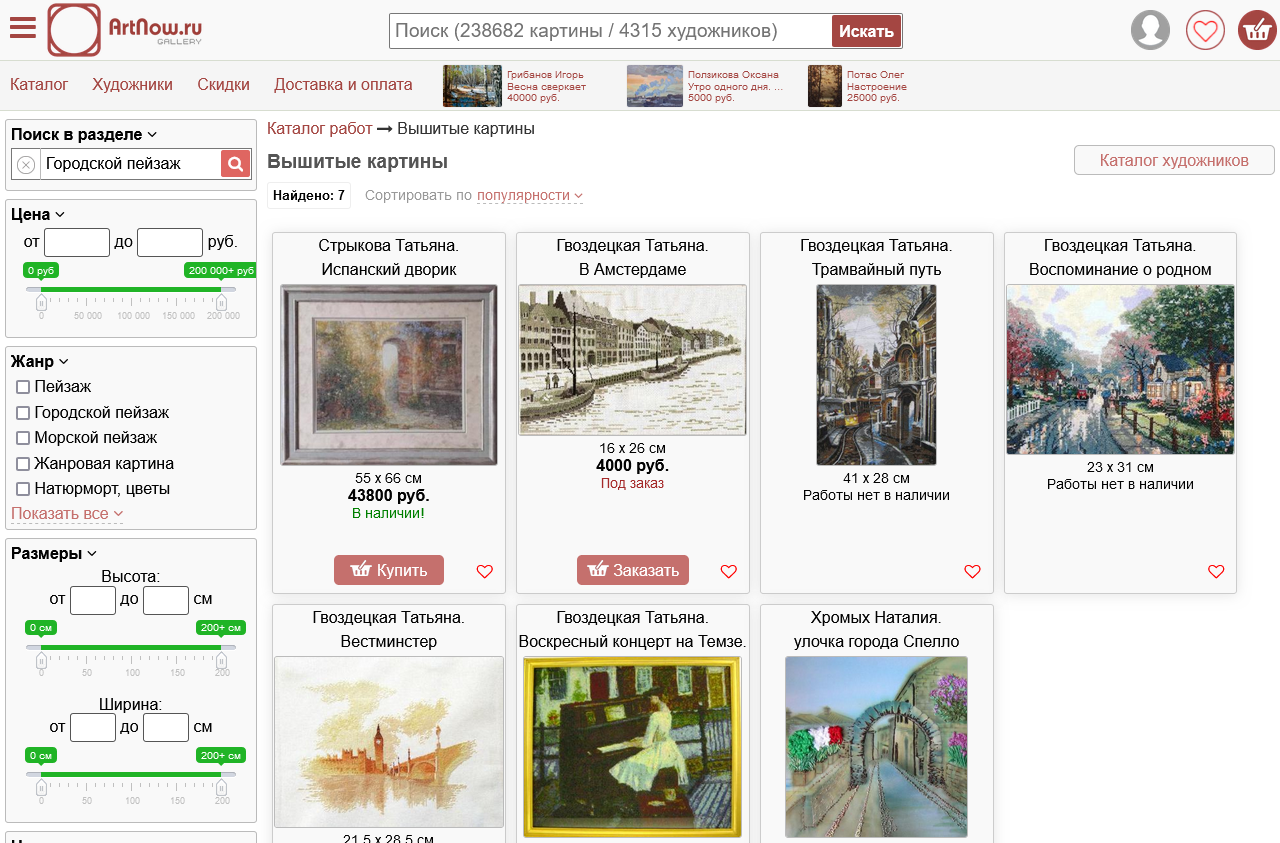 ArtNow.ru
GALLERY
Поиск (238682 картины / 4315 художников)
Искать
Каталог
Художники
Скидки
Доставка и оплата
Грибанов Игорь
Весна сверкает
40000 руб.
Ползикова Оксана
Утро одного дня. ...
5000 руб.
Потас Олег
Настроение
25000 руб.
Поиск в разделе
Городской пейзаж
Цена
от до руб.
0 руб 200 000+ руб
0 50 000 100 000 150 000 200 000
Жанр
Пейзаж
Городской пейзаж
Морской пейзаж
Жанровая картина
Натюрморт, цветы
Показать все
Размеры
Высота:
от до см
0 см 200+ см
0 50 100 150 200
Ширина:
от до см
0 см 200+ см
0 50 100 150 200
Каталог работ Вышитые картины
Вышитые картины
Каталог художников
Найдено: 7 Сортировать по популярности
Стрыкова Татьяна.
Испанский дворик
55 x 66 см
43800 руб.
В наличии!
Купить
Гвоздецкая Татьяна.
В Амстердаме
16 x 26 см
4000 руб.
Под заказ
Заказать
Гвоздецкая Татьяна.
Трамвайный путь
41 x 28 см
Работы нет в наличии
Гвоздецкая Татьяна.
Воспоминание о родном
23 x 31 см
Работы нет в наличии
Гвоздецкая Татьяна.
Вестминстер
21.5 x 28.5 см
Гвоздецкая Татьяна.
Воскресный концерт на Темзе.
Хромых Наталия.
улочка города Спелло